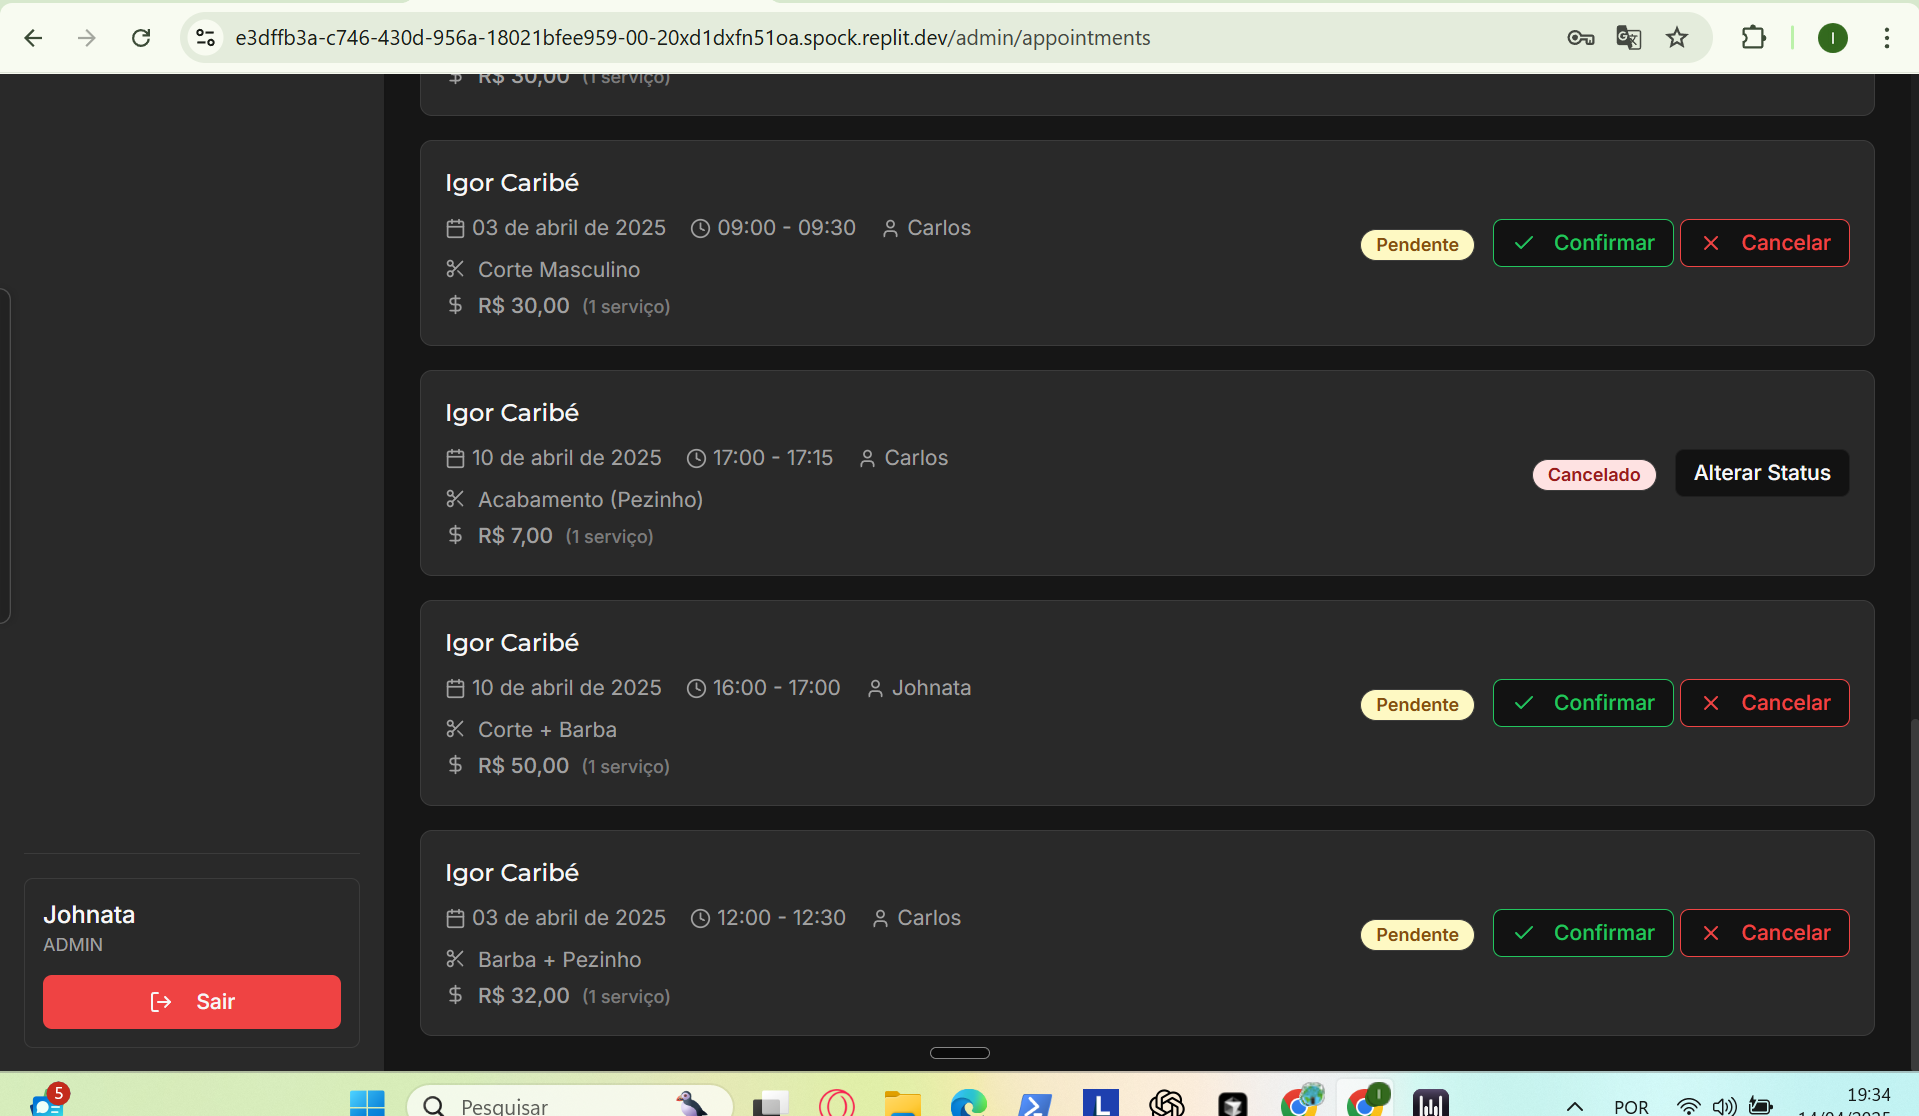 e3dffb3a-c746-430d-956a-18021bfee959-00-20xd1dxfn51oa.spock.replit.dev/admin/appointments
I
R$ 30,00 (1 serviço)
Igor Caribé
03 de abril de 2025 09:00 - 09:30 Carlos
Corte Masculino
R$ 30,00 (1 serviço)
Pendente Confirmar Cancelar
Igor Caribé
10 de abril de 2025 17:00 - 17:15 Carlos
Acabamento (Pezinho)
R$ 7,00 (1 serviço)
Cancelado Alterar Status
Igor Caribé
10 de abril de 2025 16:00 - 17:00 Johnata
Corte + Barba
R$ 50,00 (1 serviço)
Pendente Confirmar Cancelar
Igor Caribé
03 de abril de 2025 12:00 - 12:30 Carlos
Barba + Pezinho
R$ 32,00 (1 serviço)
Pendente Confirmar Cancelar
Johnata
ADMIN
Sair
5
Pesquisar
L
I
POR
19:34